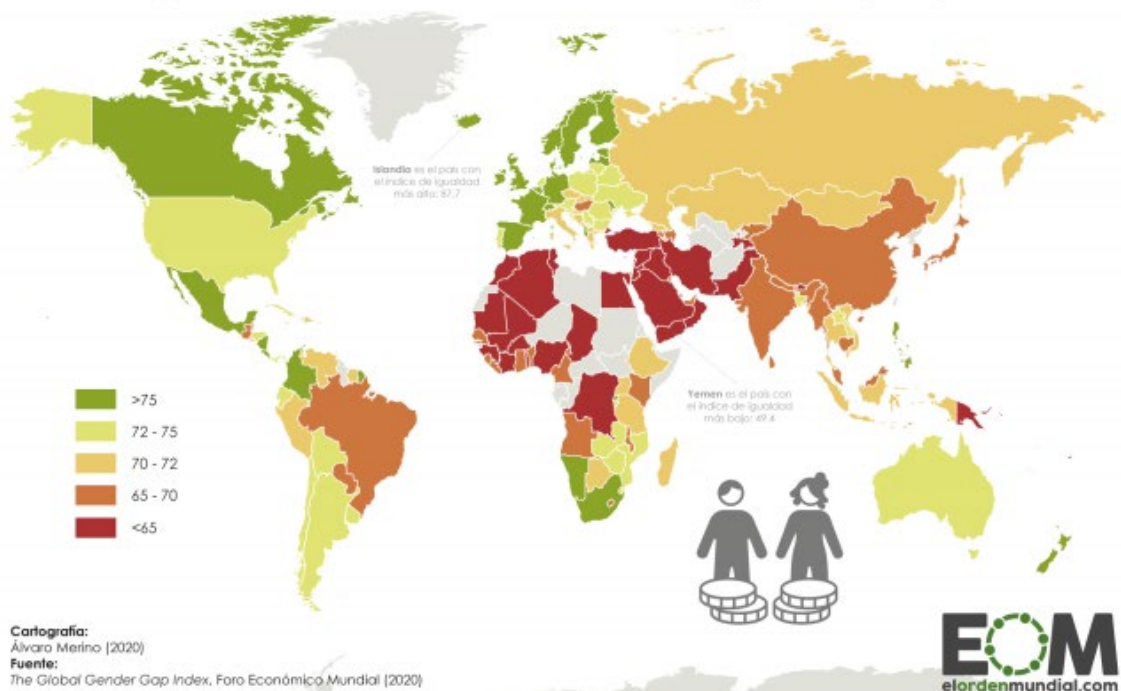 Islandia es el país con
el índice de igualdad
más alto: 87,7
Yemen es el país con
el índice de igualdad
más bajo: 49,4
>75
72 - 75
70 - 72
65 - 70
<65
Cartografía:
Álvaro Merino (2020)
Fuente:
The Global Gender Gap Index, Foro Económico Mundial (2020)
EOM
elordenmundial.com